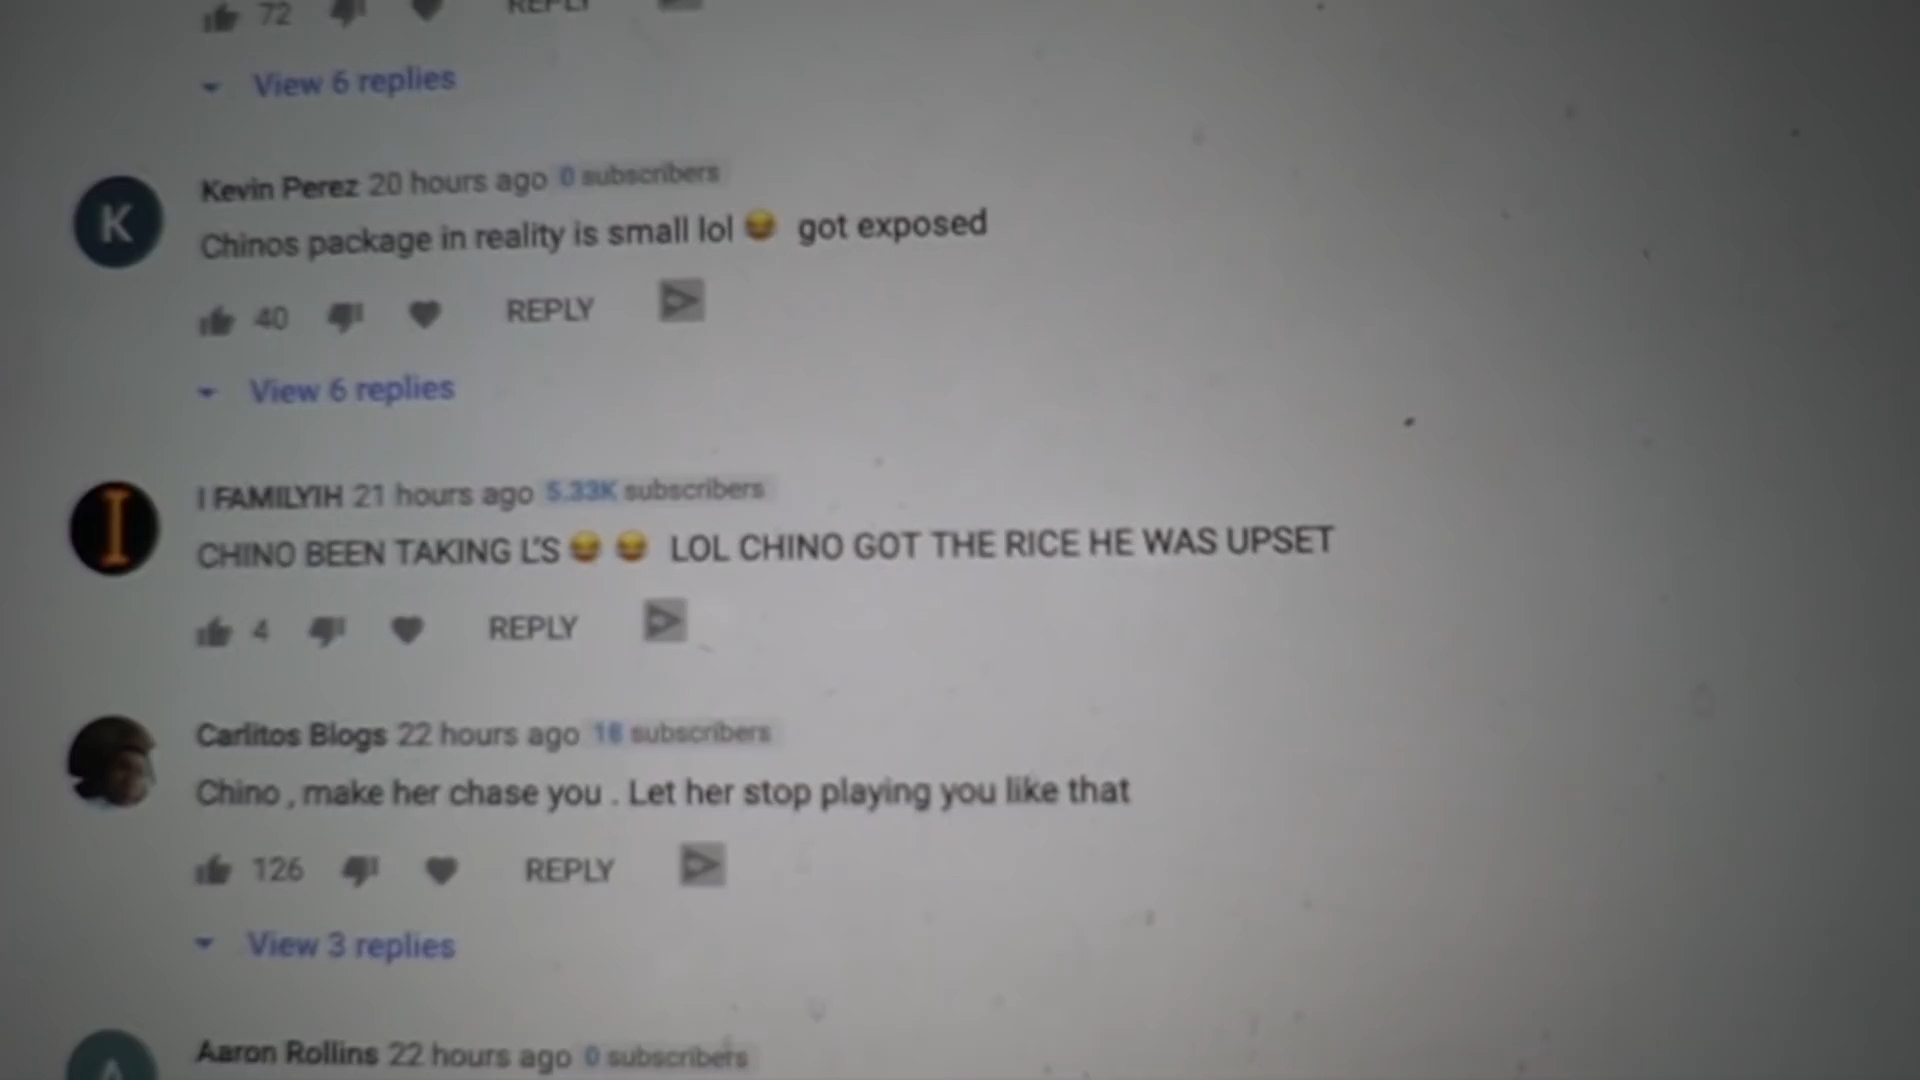 72 REPLY
View 6 replies
K
Kevin Perez 20 hours ago 0 subscribers
Chinos package in reality is small lol 😂 got exposed
40 REPLY
View 6 replies
I
I FAMILYIH 21 hours ago 5.33K subscribers
CHINO BEEN TAKING L'S 😂 😂 LOL CHINO GOT THE RICE HE WAS UPSET
4 REPLY
Carlitos Blogs 22 hours ago 18 subscribers
Chino , make her chase you . Let her stop playing you like that
126 REPLY
View 3 replies
A
Aaron Rollins 22 hours ago 0 subscribers